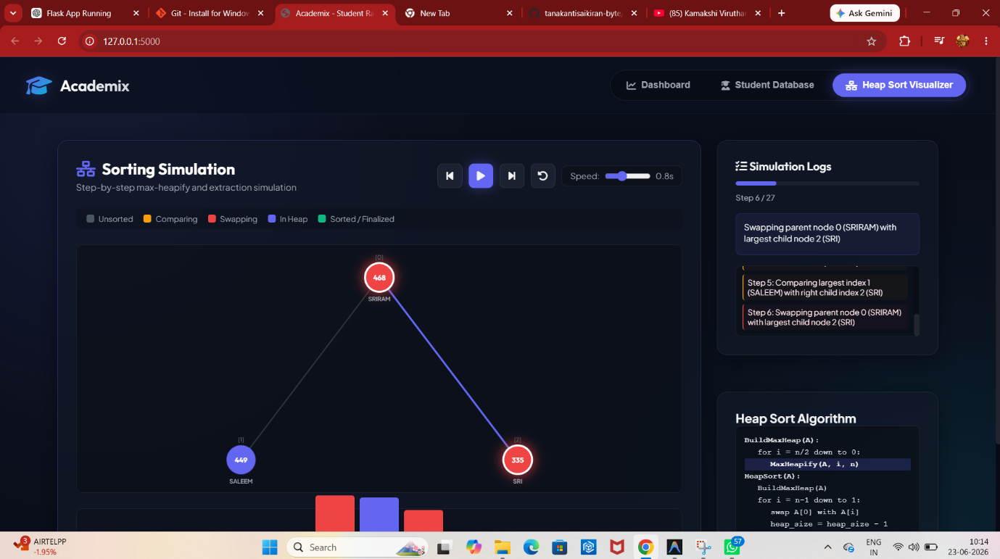 Flask App Running
Git - Install for Window
Academix - Student Ra
New Tab
tanakantisaikiran-byte/
(85) Kamakshi Viruthar
Ask Gemini
127.0.0.1:5000
Academix
Dashboard
Student Database
Heap Sort Visualizer
Sorting Simulation
Step-by-step max-heapify and extraction simulation
Speed:
0.8s
Unsorted
Comparing
Swapping
In Heap
Sorted / Finalized
[0]
468
SRIRAM
[1]
449
SALEEM
[2]
335
SRI
Simulation Logs
Step 6 / 27
Swapping parent node 0 (SRIRAM) with
largest child node 2 (SRI)
Step 5: Comparing largest index 1
(SALEEM) with right child index 2 (SRI)
Step 6: Swapping parent node 0 (SRIRAM)
with largest child node 2 (SRI)
Heap Sort Algorithm
BuildMaxHeap(A):
for i = n/2 down to 0:
MaxHeapify(A, i, n)
HeapSort(A):
BuildMaxHeap(A)
for i = n-1 down to 1:
swap A[0] with A[i]
heap_size = heap_size - 1
3
AIRTELPP
-1.95%
Search
57
ENG
IN
10:14
23-06-2026